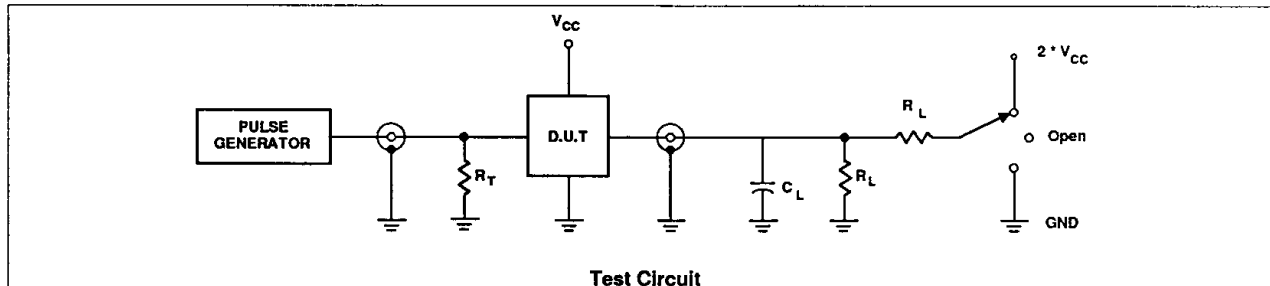 VCC
2 * VCC
PULSE
GENERATOR
D.U.T
RL
Open
RT
CL
RL
GND
Test Circuit